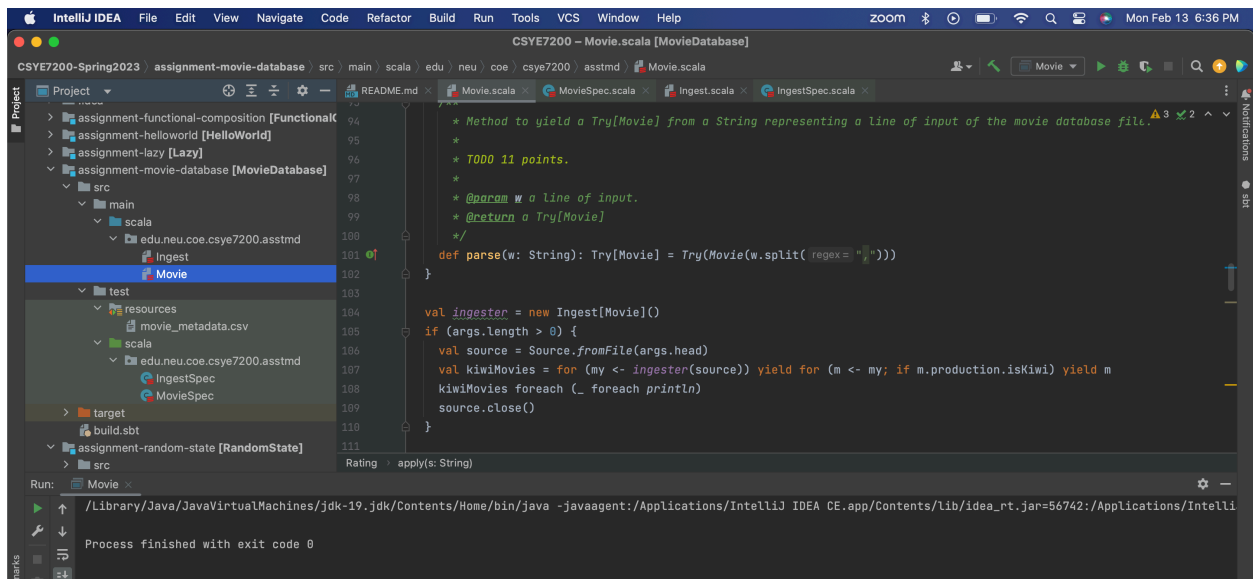 IntelliJ IDEA File Edit View Navigate Code Refactor Build Run Tools VCS Window Help zoom Mon Feb 13 6:36 PM
CSYE7200 – Movie.scala [MovieDatabase]
CSYE7200-Spring2023 assignment-movie-database src main scala edu neu coe csye7200 asstmd Movie.scala Movie
Project
README.md Movie.scala MovieSpec.scala Ingest.scala IngestSpec.scala
Project
assignment-functional-composition [Functional
assignment-helloworld [HelloWorld]
assignment-lazy [Lazy]
assignment-movie-database [MovieDatabase]
src
main
scala
edu.neu.coe.csye7200.asstmd
Ingest
Movie
test
resources
movie_metadata.csv
scala
edu.neu.coe.csye7200.asstmd
IngestSpec
MovieSpec
target
build.sbt
assignment-random-state [RandomState]
src
93 /**
94 * Method to yield a Try[Movie] from a String representing a line of input of the movie database file.
3 2
95 *
96 * TODO 11 points.
97 *
98 * @param w a line of input.
99 * @return a Try[Movie]
100 */
101 def parse(w: String): Try[Movie] = Try(Movie(w.split( regex = ",")))
102 }
103
104 val ingester = new Ingest[Movie]()
105 if (args.length > 0) {
106 val source = Source.fromFile(args.head)
107 val kiwiMovies = for (my <- ingester(source)) yield for (m <- my; if m.production.isKiwi) yield m
108 kiwiMovies foreach (_ foreach println)
109 source.close()
110 }
111
Rating apply(s: String)
Notifications
sbt
Run: Movie
/Library/Java/JavaVirtualMachines/jdk-19.jdk/Contents/Home/bin/java -javaagent:/Applications/IntelliJ IDEA CE.app/Contents/lib/idea_rt.jar=56742:/Applications/Intelli
Process finished with exit code 0